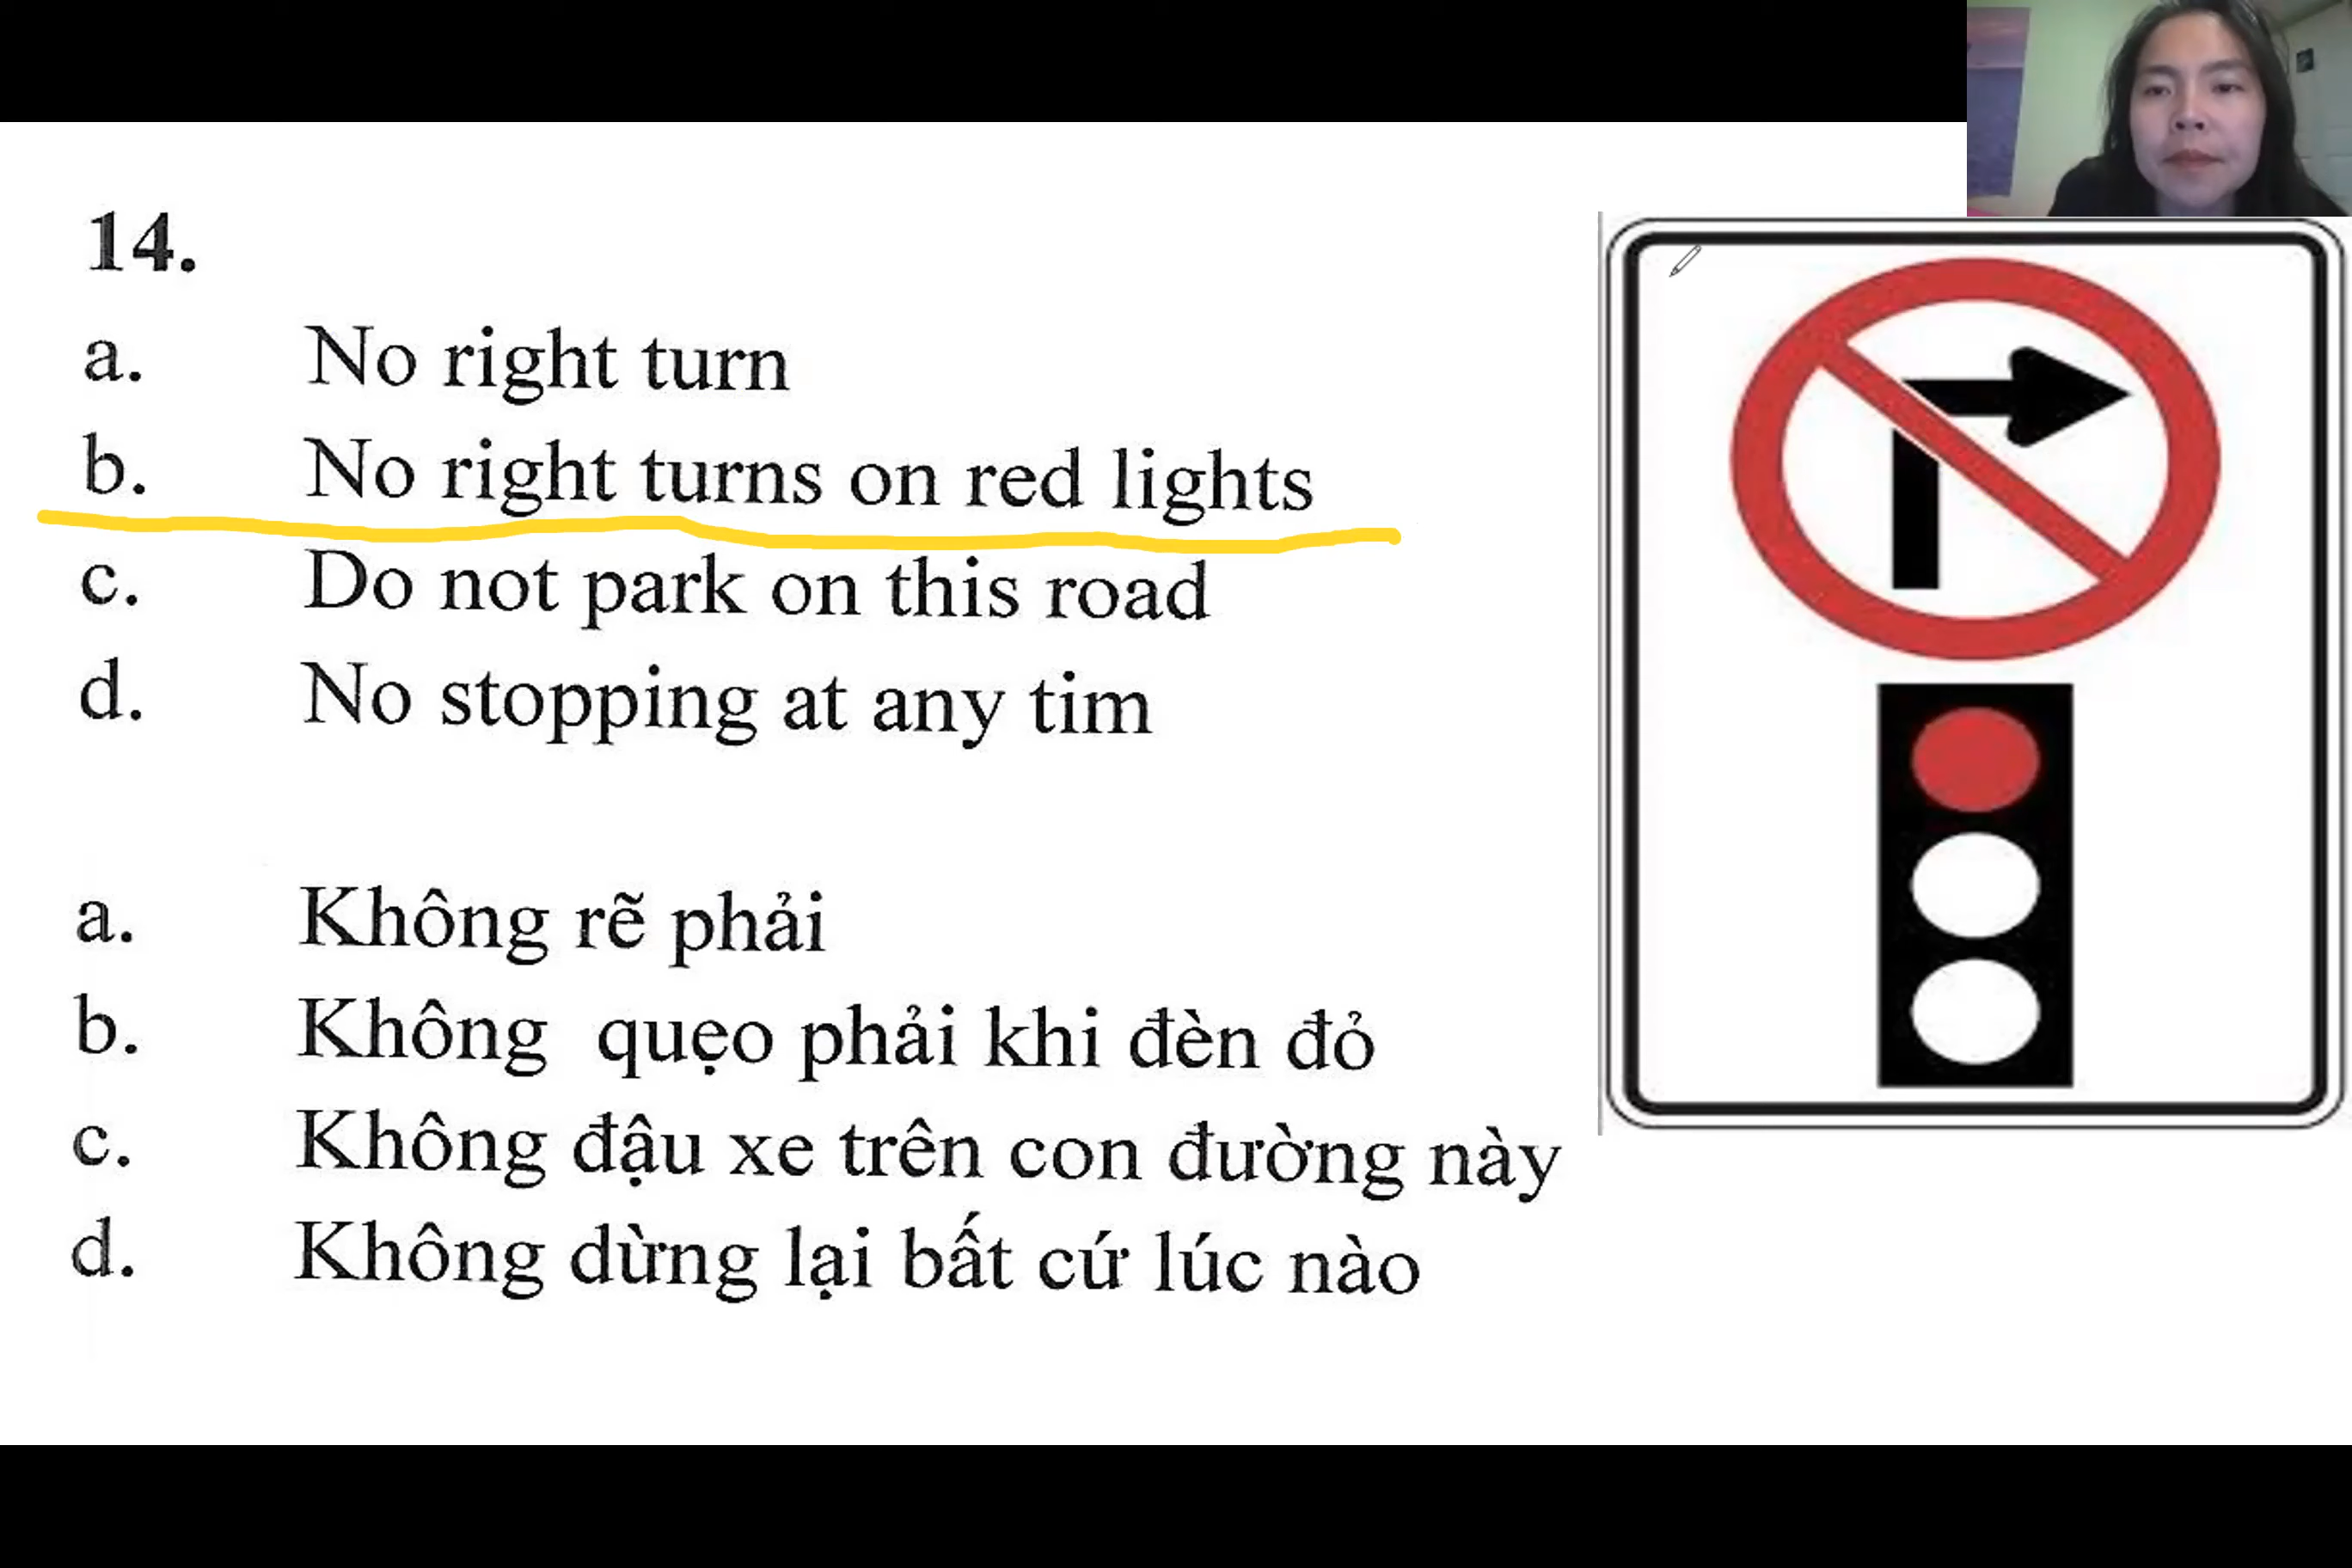 14.
a. No right turn
b. No right turns on red lights
c. Do not park on this road
d. No stopping at any tim
a. Không rẽ phải
b. Không quẹo phải khi đèn đỏ
c. Không đậu xe trên con đường này
d. Không dừng lại bất cứ lúc nào